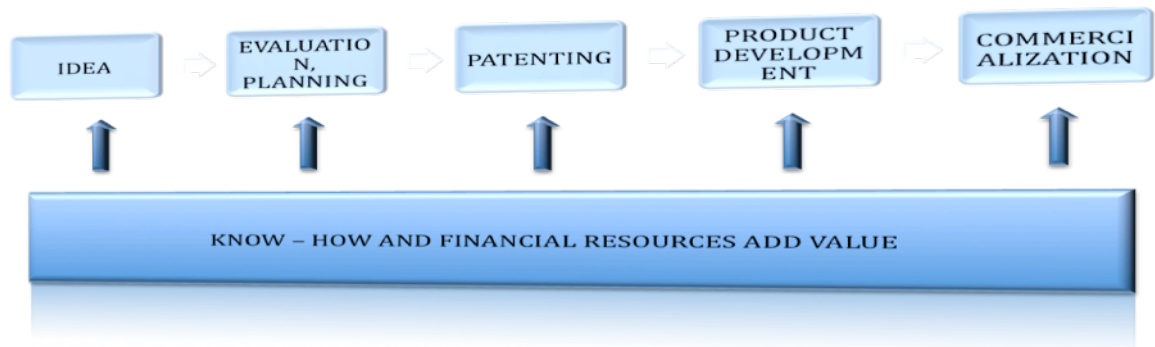 IDEA
EVALUATIO
N,
PLANNING
PATENTING
PRODUCT
DEVELOPM
ENT
COMMERCI
ALIZATION
KNOW – HOW AND FINANCIAL RESOURCES ADD VALUE